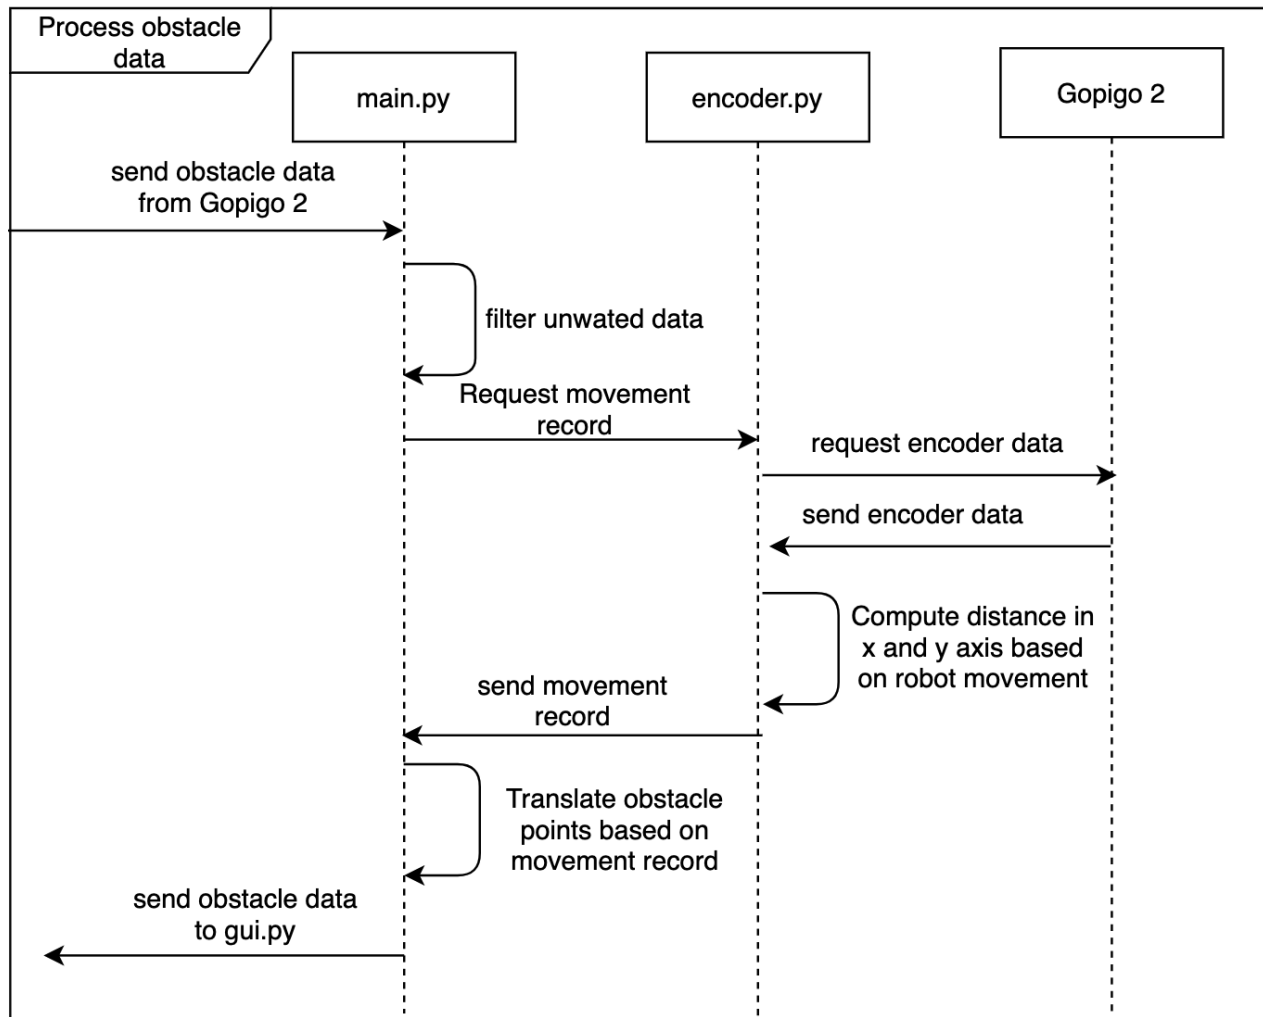 Process obstacle
data
main.py
encoder.py
Gopigo 2
send obstacle data
from Gopigo 2
filter unwated data
Request movement
record
request encoder data
send encoder data
Compute distance in
x and y axis based
on robot movement
send movement
record
Translate obstacle
points based on
movement record
send obstacle data
to gui.py